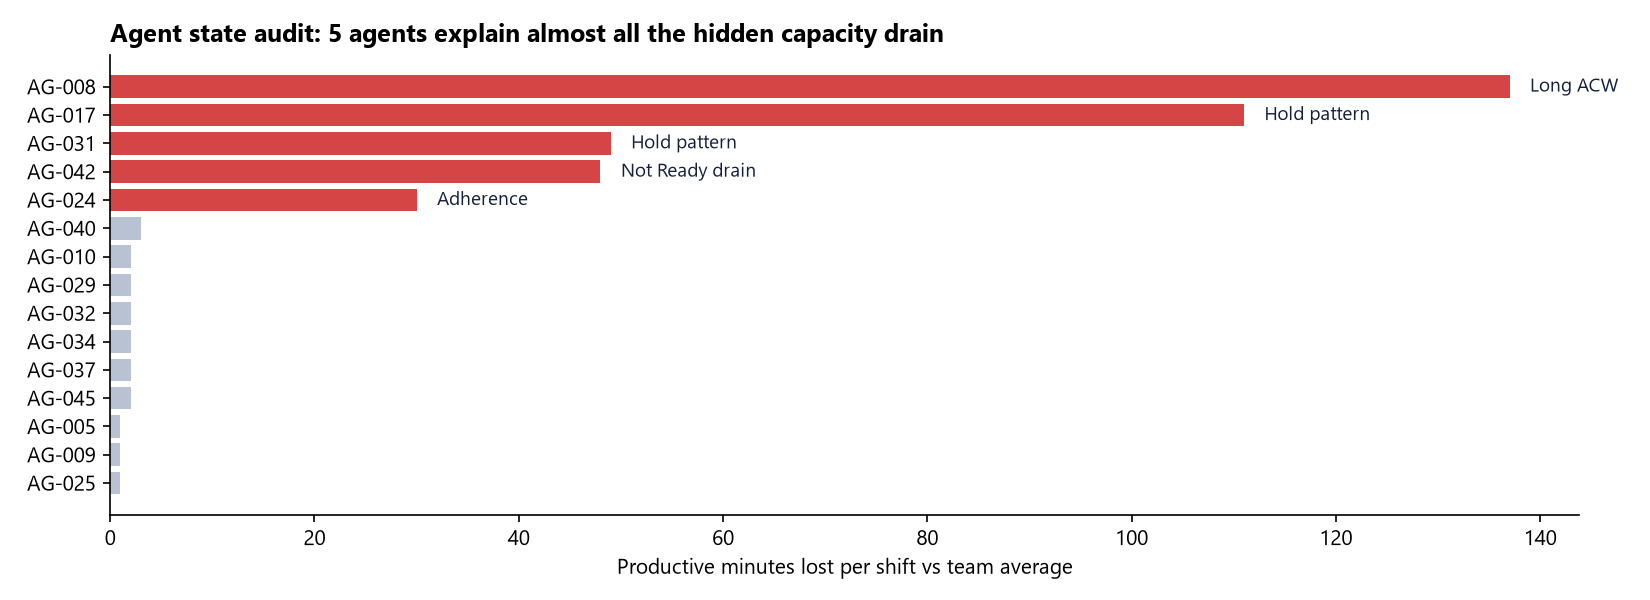 Agent state audit: 5 agents explain almost all the hidden capacity drain
AG-008 Long ACW
AG-017 Hold pattern
AG-031 Hold pattern
AG-042 Not Ready drain
AG-024 Adherence
AG-040
AG-010
AG-029
AG-032
AG-034
AG-037
AG-045
AG-005
AG-009
AG-025
0 20 40 60 80 100 120 140
Productive minutes lost per shift vs team average